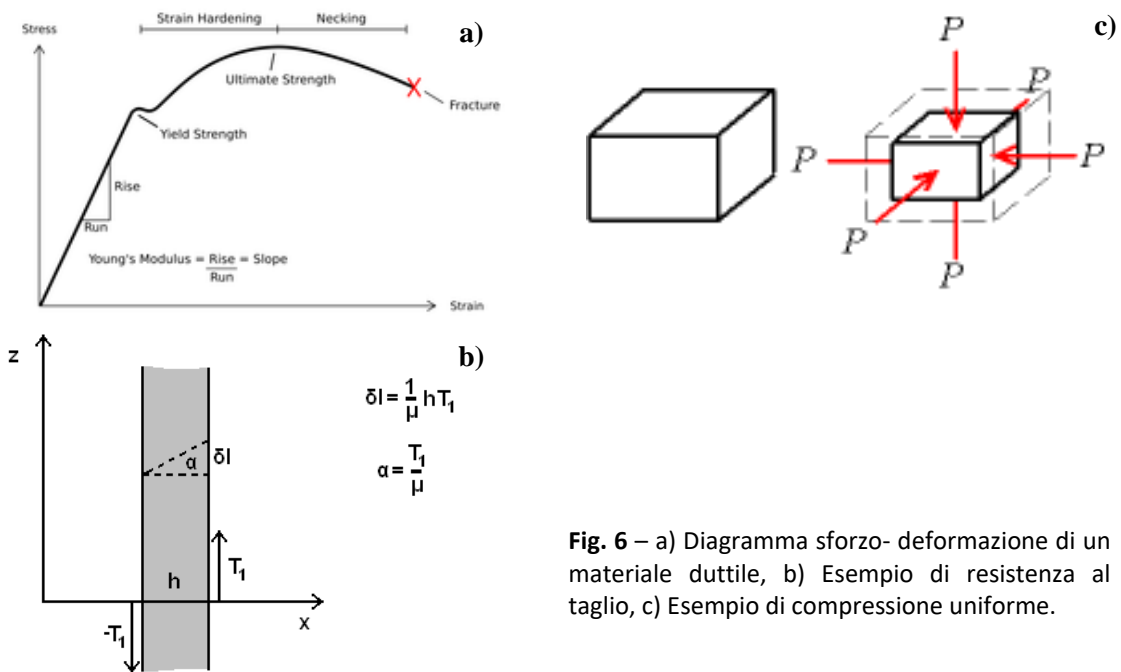 Strain Hardening
Necking
a)
Stress
Ultimate Strength
Fracture
Yield Strength
Rise
Run
Young's Modulus = Rise = Slope
Run
Strain
c)
P
P
P
P
P
P
b)
z
δl = 1/μ hT₁
α
δl
α = T₁/μ
T₁
h
x
-T₁
Fig. 6 – a) Diagramma sforzo- deformazione di un
materiale duttile, b) Esempio di resistenza al
taglio, c) Esempio di compressione uniforme.